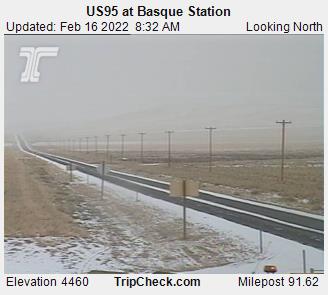 US95 at Basque Station
Updated: Feb 16 2022 8:32 AM Looking North
Elevation 4460 TripCheck.com Milepost 91.62